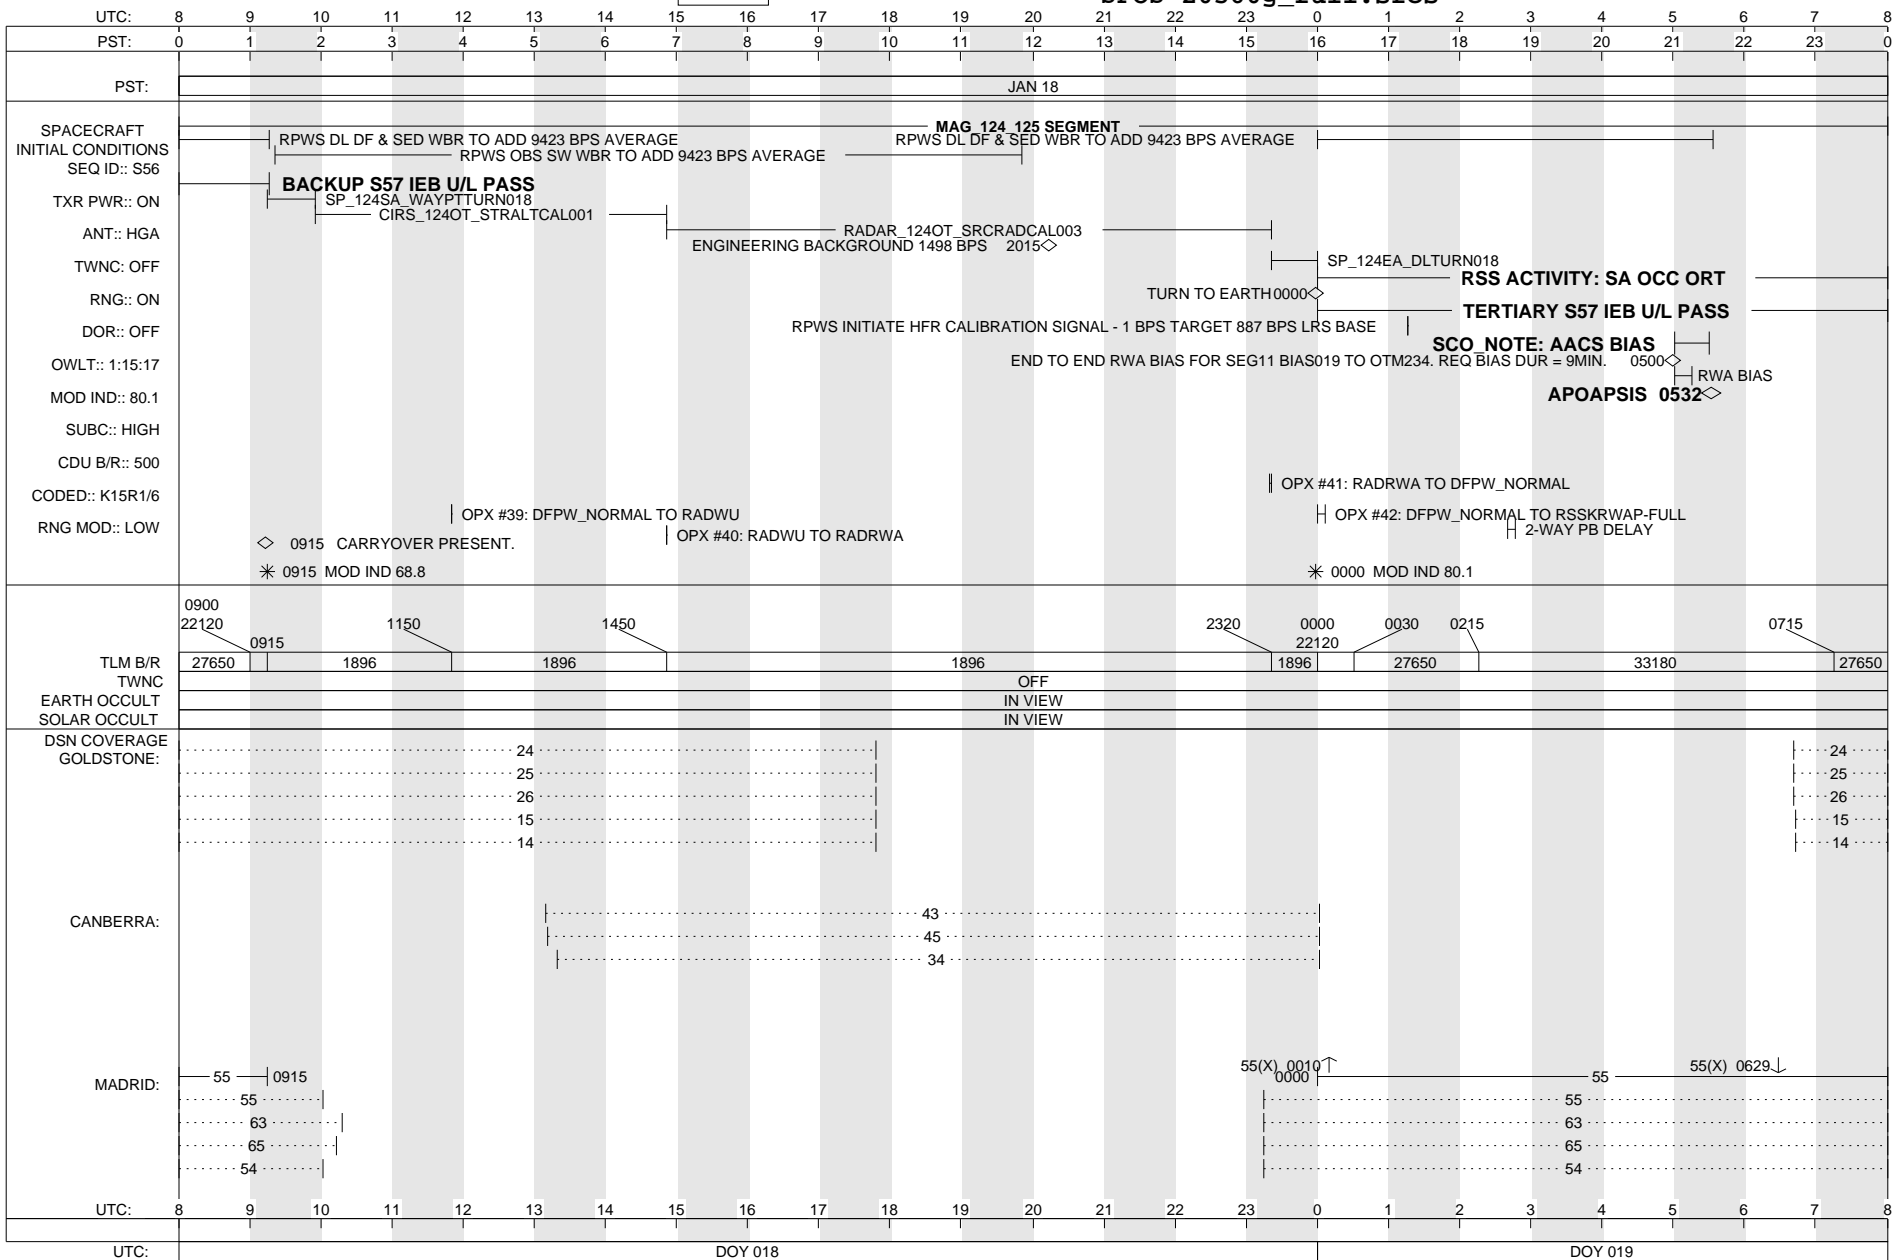 UTC: 8 9 10 11 12 13 14 15 16 17 18 19 20 21 22 23 0 1 2 3 4 5 6 7 8
PST: 0 1 2 3 4 5 6 7 8 9 10 11 12 13 14 15 16 17 18 19 20 21 22 23 0
PST: JAN 18
SPACECRAFT
INITIAL CONDITIONS
SEQ ID:: S56
TXR PWR:: ON
ANT:: HGA
TWNC: OFF
RNG:: ON
DOR:: OFF
OWLT:: 1:15:17
MOD IND:: 80.1
SUBC:: HIGH
CDU B/R:: 500
CODED:: K15R1/6
RNG MOD:: LOW
MAG_124_125 SEGMENT
RPWS DL DF & SED WBR TO ADD 9423 BPS AVERAGE
RPWS DL DF & SED WBR TO ADD 9423 BPS AVERAGE
RPWS OBS SW WBR TO ADD 9423 BPS AVERAGE
BACKUP S57 IEB U/L PASS
SP_124SA_WAYPTTURN018
CIRS_124OT_STRALTCAL001
RADAR_124OT_SRCRADCAL003
ENGINEERING BACKGROUND 1498 BPS 2015
SP_124EA_DLTURN018
RSS ACTIVITY: SA OCC ORT
TURN TO EARTH 0000
TERTIARY S57 IEB U/L PASS
RPWS INITIATE HFR CALIBRATION SIGNAL - 1 BPS TARGET 887 BPS LRS BASE
SCO_NOTE: AACS BIAS
END TO END RWA BIAS FOR SEG11 BIAS019 TO OTM234. REQ BIAS DUR = 9MIN. 0500
RWA BIAS
APOAPSIS 0532
OPX #41: RADRWA TO DFPW_NORMAL
OPX #39: DFPW_NORMAL TO RADWU
OPX #42: DFPW_NORMAL TO RSSKRWAP-FULL
OPX #40: RADWU TO RADRWA
2-WAY PB DELAY
0915 CARRYOVER PRESENT.
0915 MOD IND 68.8
0000 MOD IND 80.1
0900
22120 1150 1450 2320 0000 0030 0215 0715
0915 22120
TLM B/R 27650 1896 1896 1896 1896 27650 33180 27650
TWNC OFF
EARTH OCCULT IN VIEW
SOLAR OCCULT IN VIEW
DSN COVERAGE
GOLDSTONE:
24 24
25 25
26 26
15 15
14 14
CANBERRA:
43
45
34
MADRID:
55(X) 0010 55(X) 0629
55 0915 0000 55
55 55
63 63
65 65
54 54
UTC: 8 9 10 11 12 13 14 15 16 17 18 19 20 21 22 23 0 1 2 3 4 5 6 7 8
UTC: DOY 018 DOY 019